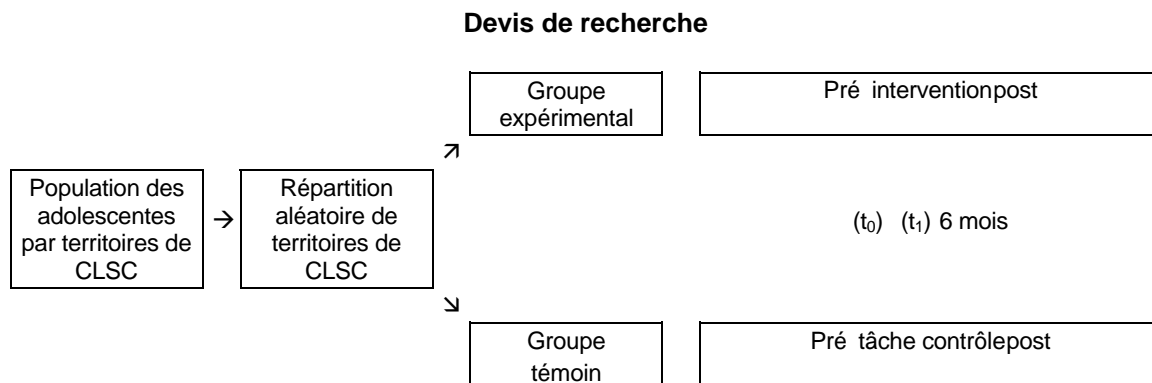 Devis de recherche
Groupe
expérimental
Pré interventionpost
↗
Population des
adolescentes
par territoires de
CLSC
→
Répartition
aléatoire de
territoires de
CLSC
(t₀) (t₁) 6 mois
↘
Groupe
témoin
Pré tâche contrôlepost